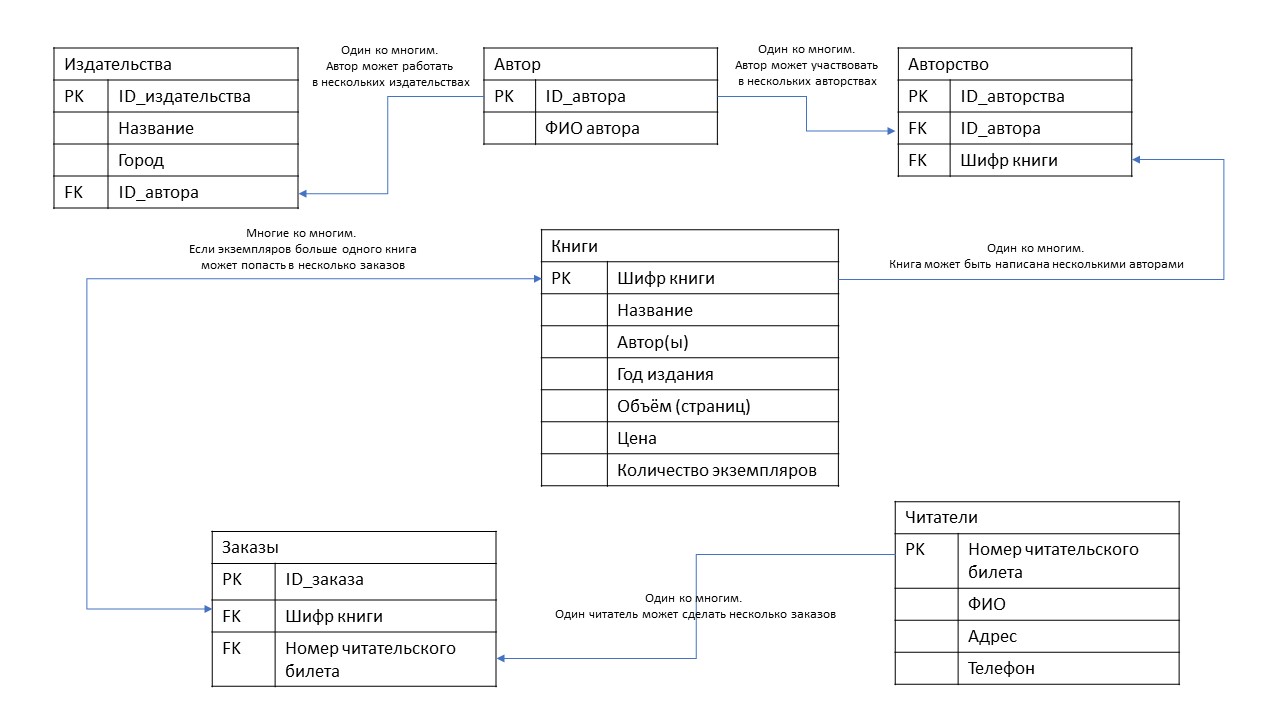 Издательства
PK ID_издательства
Название
Город
FK ID_автора
Один ко многим.
Автор может работать
в нескольких издательствах
Автор
PK ID_автора
ФИО автора
Один ко многим.
Автор может участвовать
в нескольких авторствах
Авторство
PK ID_авторства
FK ID_автора
FK Шифр книги
Многие ко многим.
Если экземпляров больше одного книга
может попасть в несколько заказов
Книги
PK Шифр книги
Название
Автор(ы)
Год издания
Объём (страниц)
Цена
Количество экземпляров
Один ко многим.
Книга может быть написана несколькими авторами
Заказы
PK ID_заказа
FK Шифр книги
FK Номер читательского
билета
Один ко многим.
Один читатель может сделать несколько заказов
Читатели
PK Номер читательского
билета
ФИО
Адрес
Телефон